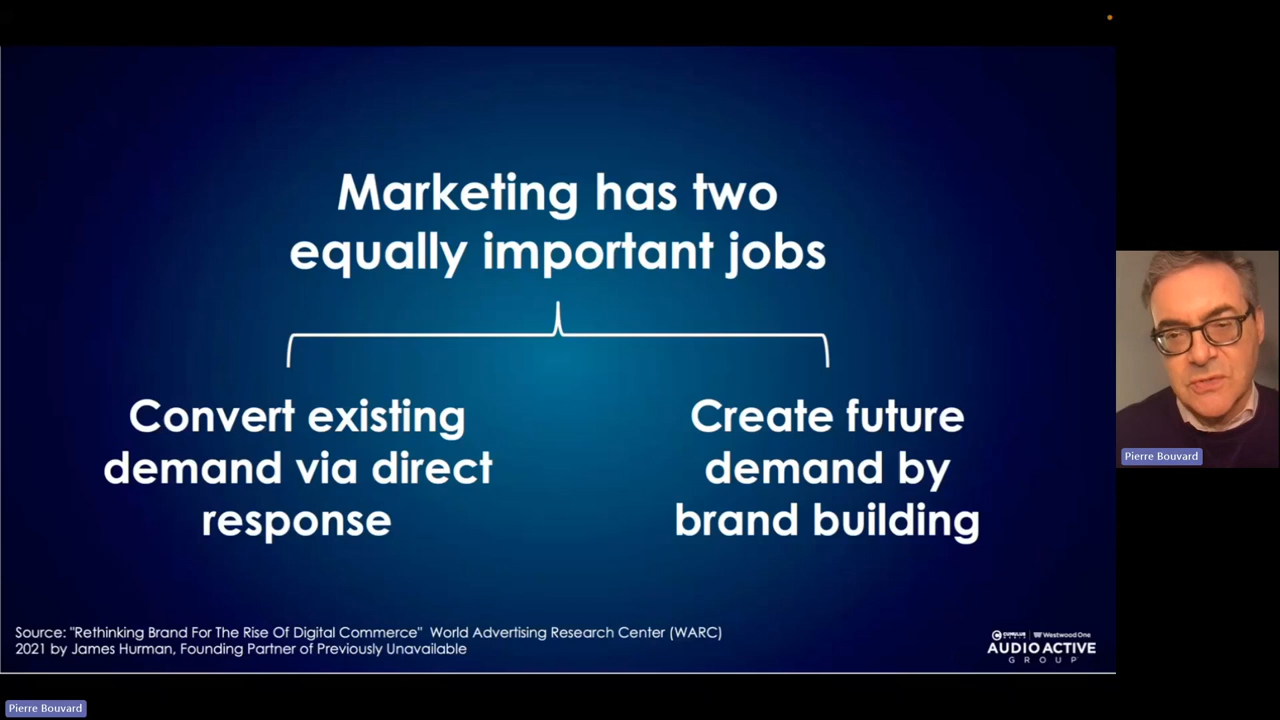 Marketing has two
equally important jobs
Convert existing
demand via direct
response
Create future
demand by
brand building
Source: "Rethinking Brand For The Rise Of Digital Commerce" World Advertising Research Center (WARC)
2021 by James Hurman, Founding Partner of Previously Unavailable
CUMULUS MEDIA | Westwood One
AUDIO ACTIVE
GROUP
Pierre Bouvard
Pierre Bouvard